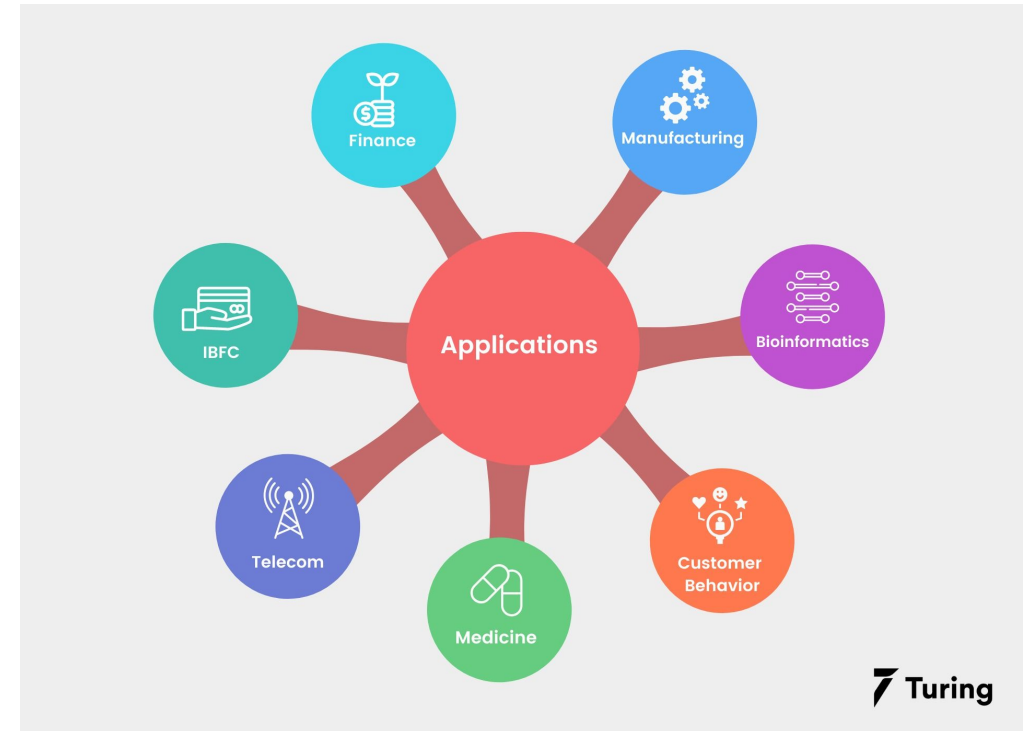 Finance
Manufacturing
IBFC
Applications
Bioinformatics
Telecom
Customer
Behavior
Medicine
Turing